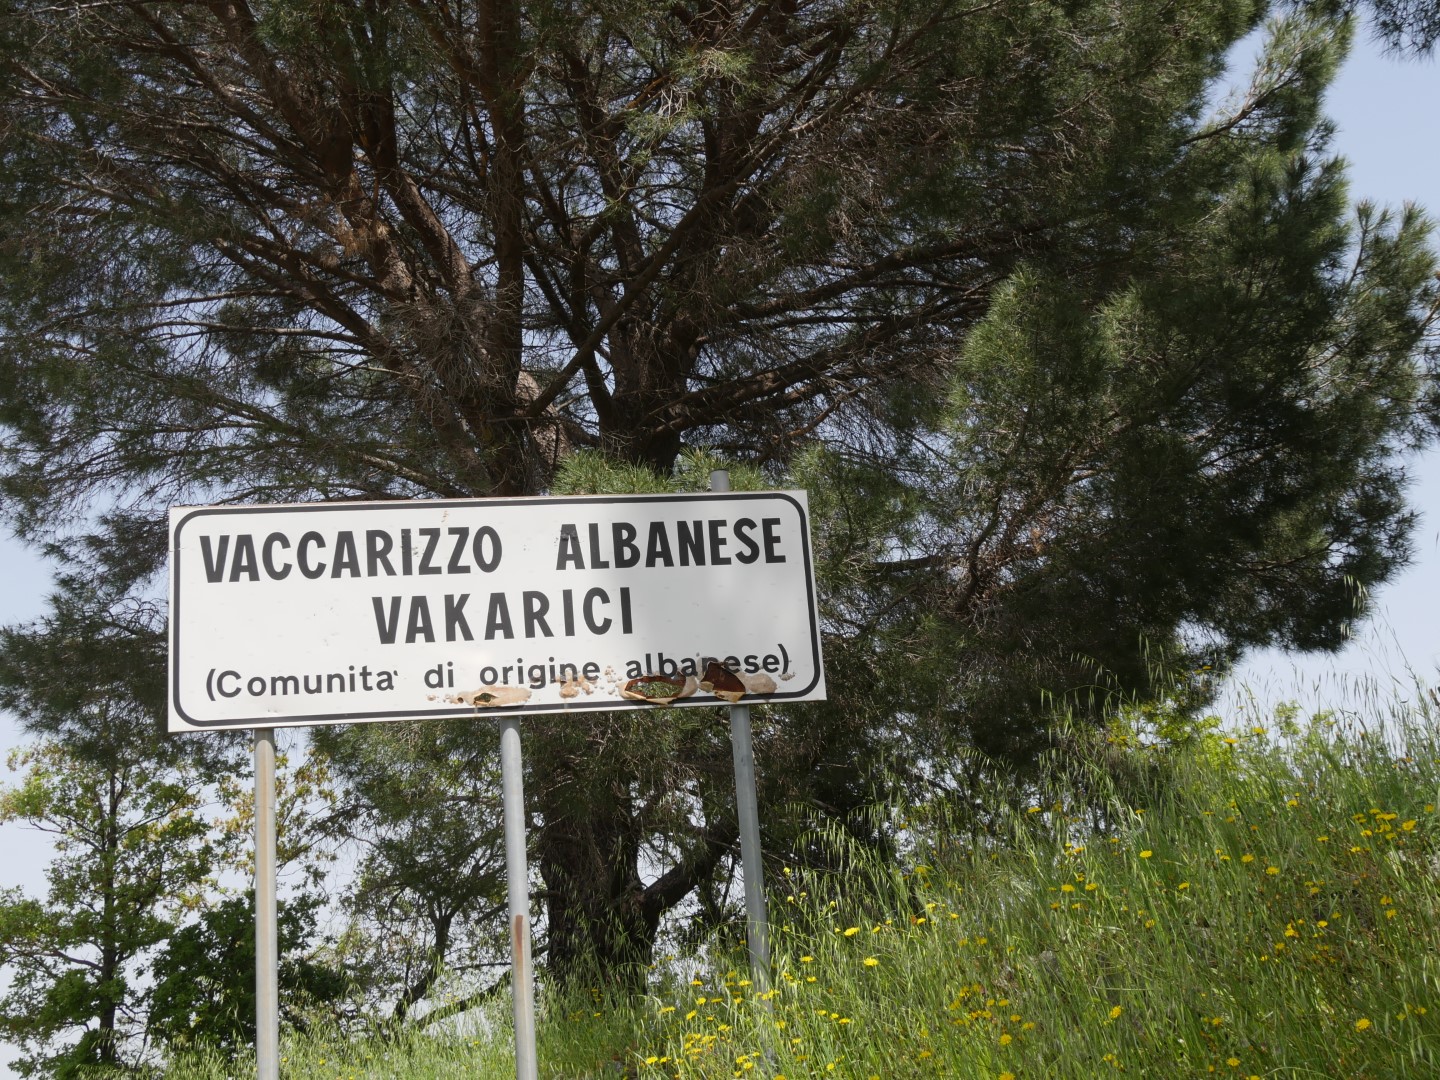 VACCARIZZO ALBANESE
VAKARICI
(Comunita' di origine albanese)